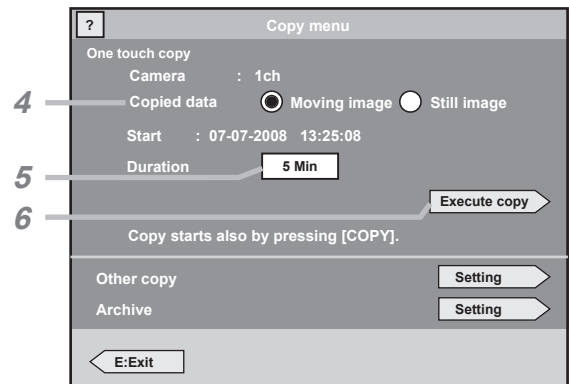 ? Copy menu
One touch copy
Camera : 1ch
4 Copied data Moving image Still image
Start : 07-07-2008 13:25:08
5 Duration 5 Min
6 Execute copy
Copy starts also by pressing [COPY].
Other copy Setting
Archive Setting
E:Exit